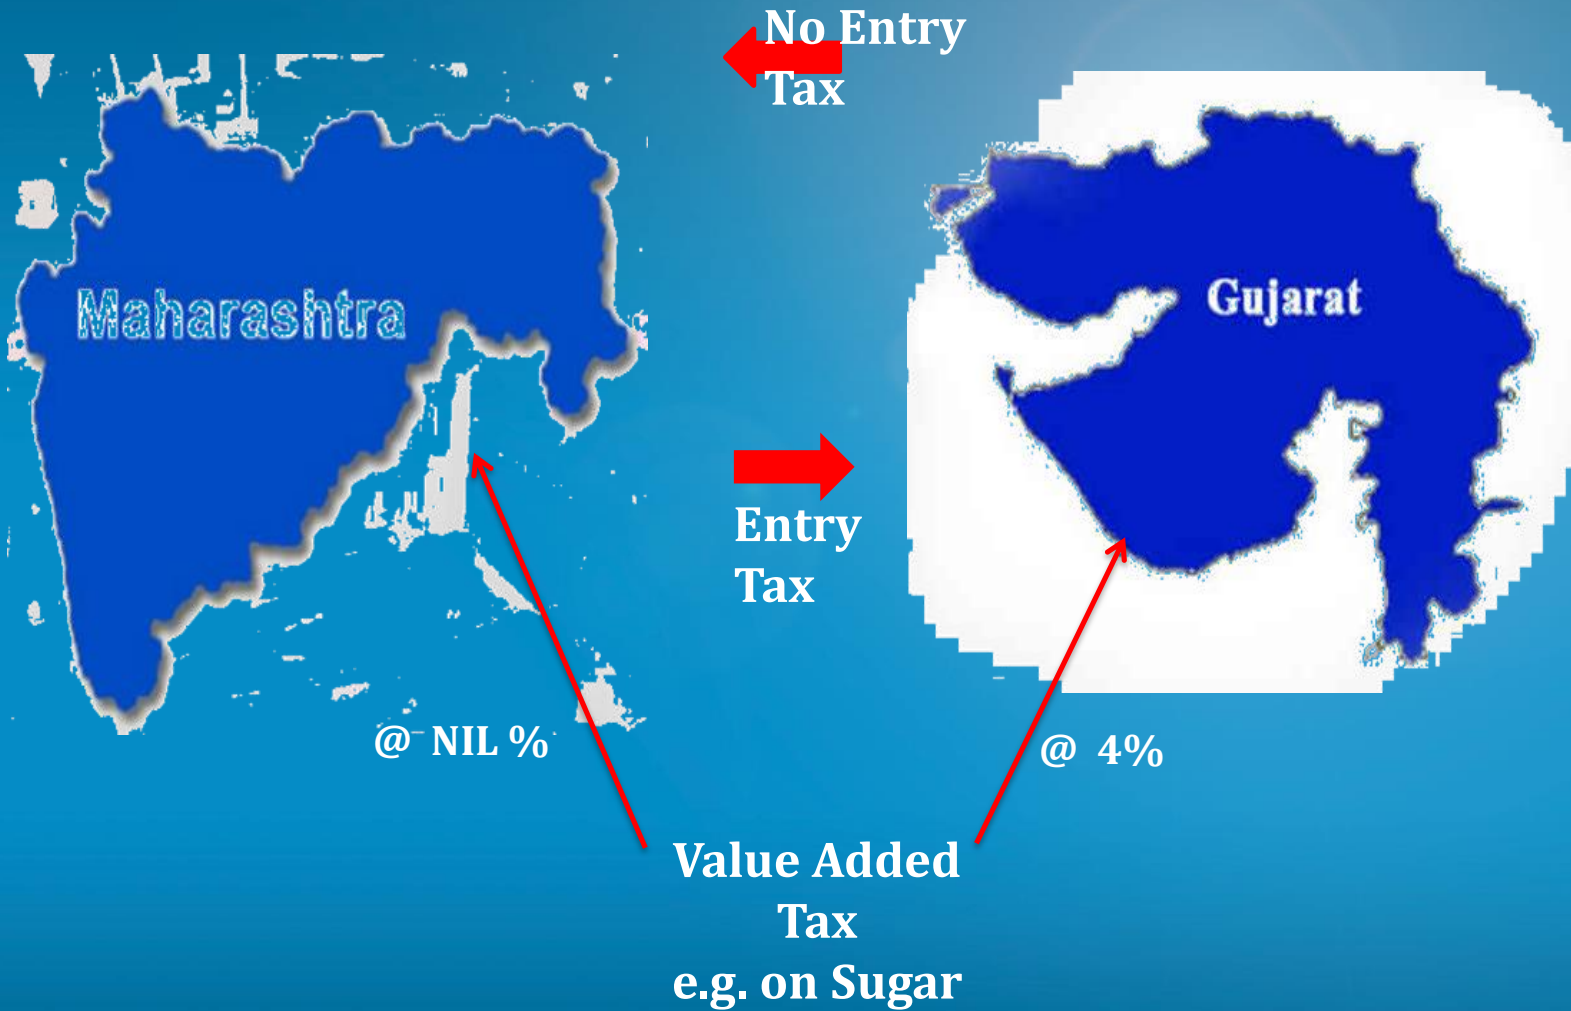 No Entry
Tax
Maharashtra
Gujarat
Entry
Tax
@ NIL %
@ 4%
Value Added
Tax
e.g. on Sugar